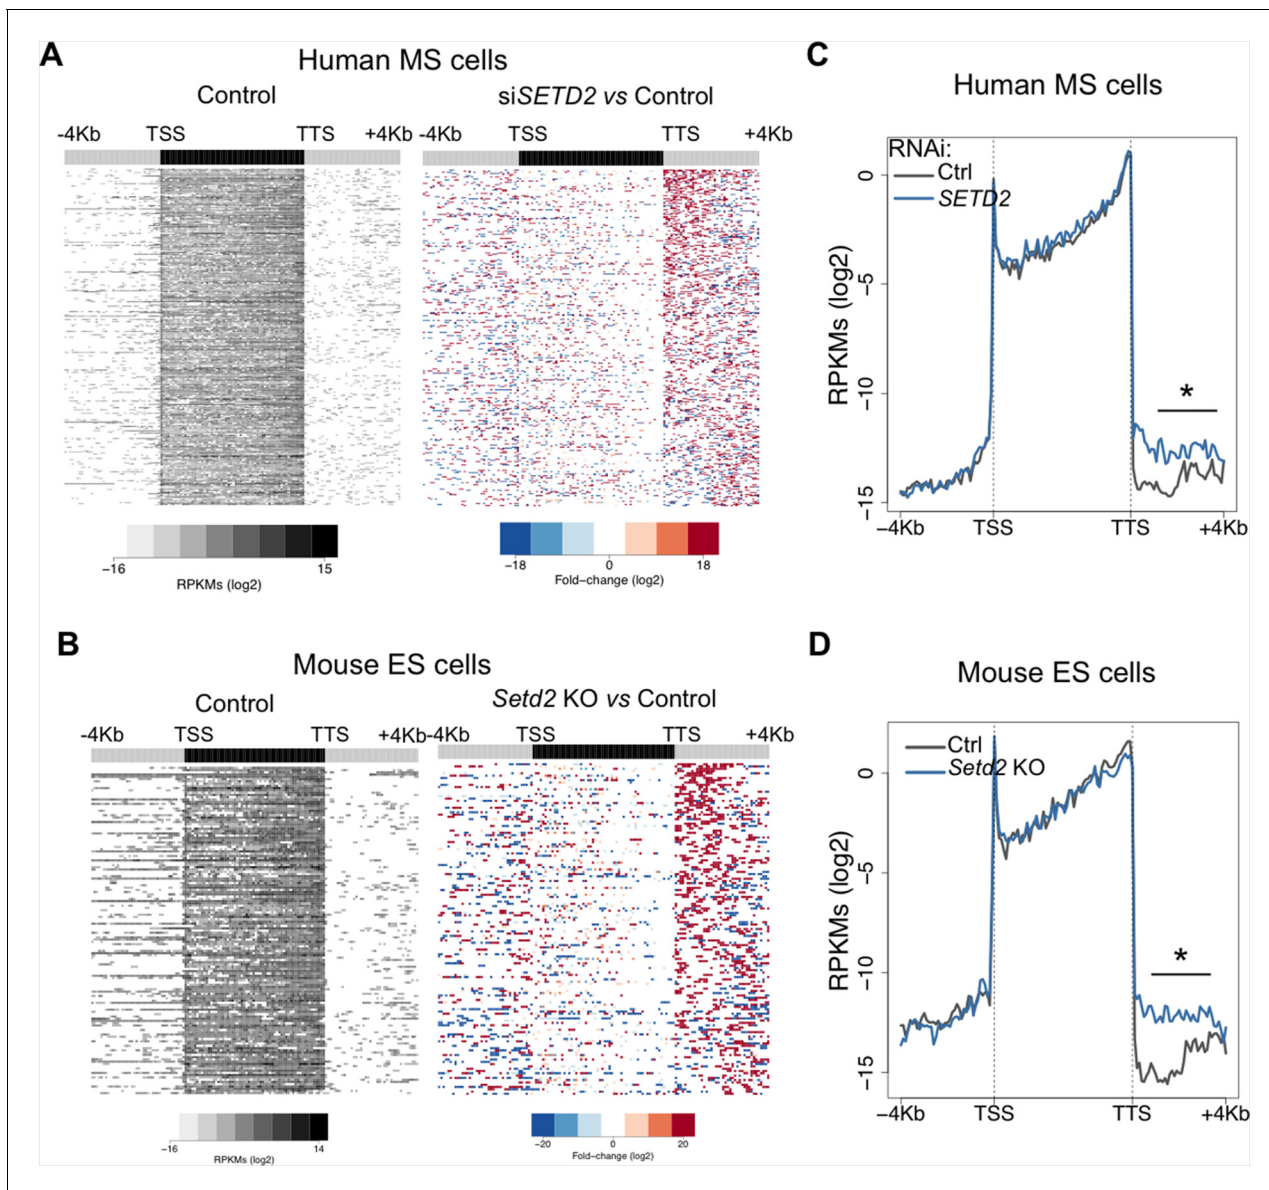 A
Human MS cells
Control
siSETD2 vs Control
-4Kb TSS TTS +4Kb -4Kb TSS TTS +4Kb
−16 15
RPKMs (log2)
−18 0 18
Fold−change (log2)
C
Human MS cells
RNAi:
Ctrl
SETD2
RPKMs (log2)
0
−5
−10
−15
*
−4Kb TSS TTS +4Kb
B
Mouse ES cells
Control
Setd2 KO vs Control
-4Kb TSS TTS +4Kb -4Kb TSS TTS +4Kb
−16 14
RPKMs (log2)
−20 0 20
Fold−change (log2)
D
Mouse ES cells
Ctrl
Setd2 KO
RPKMs (log2)
0
−5
−10
−15
*
−4Kb TSS TTS +4Kb